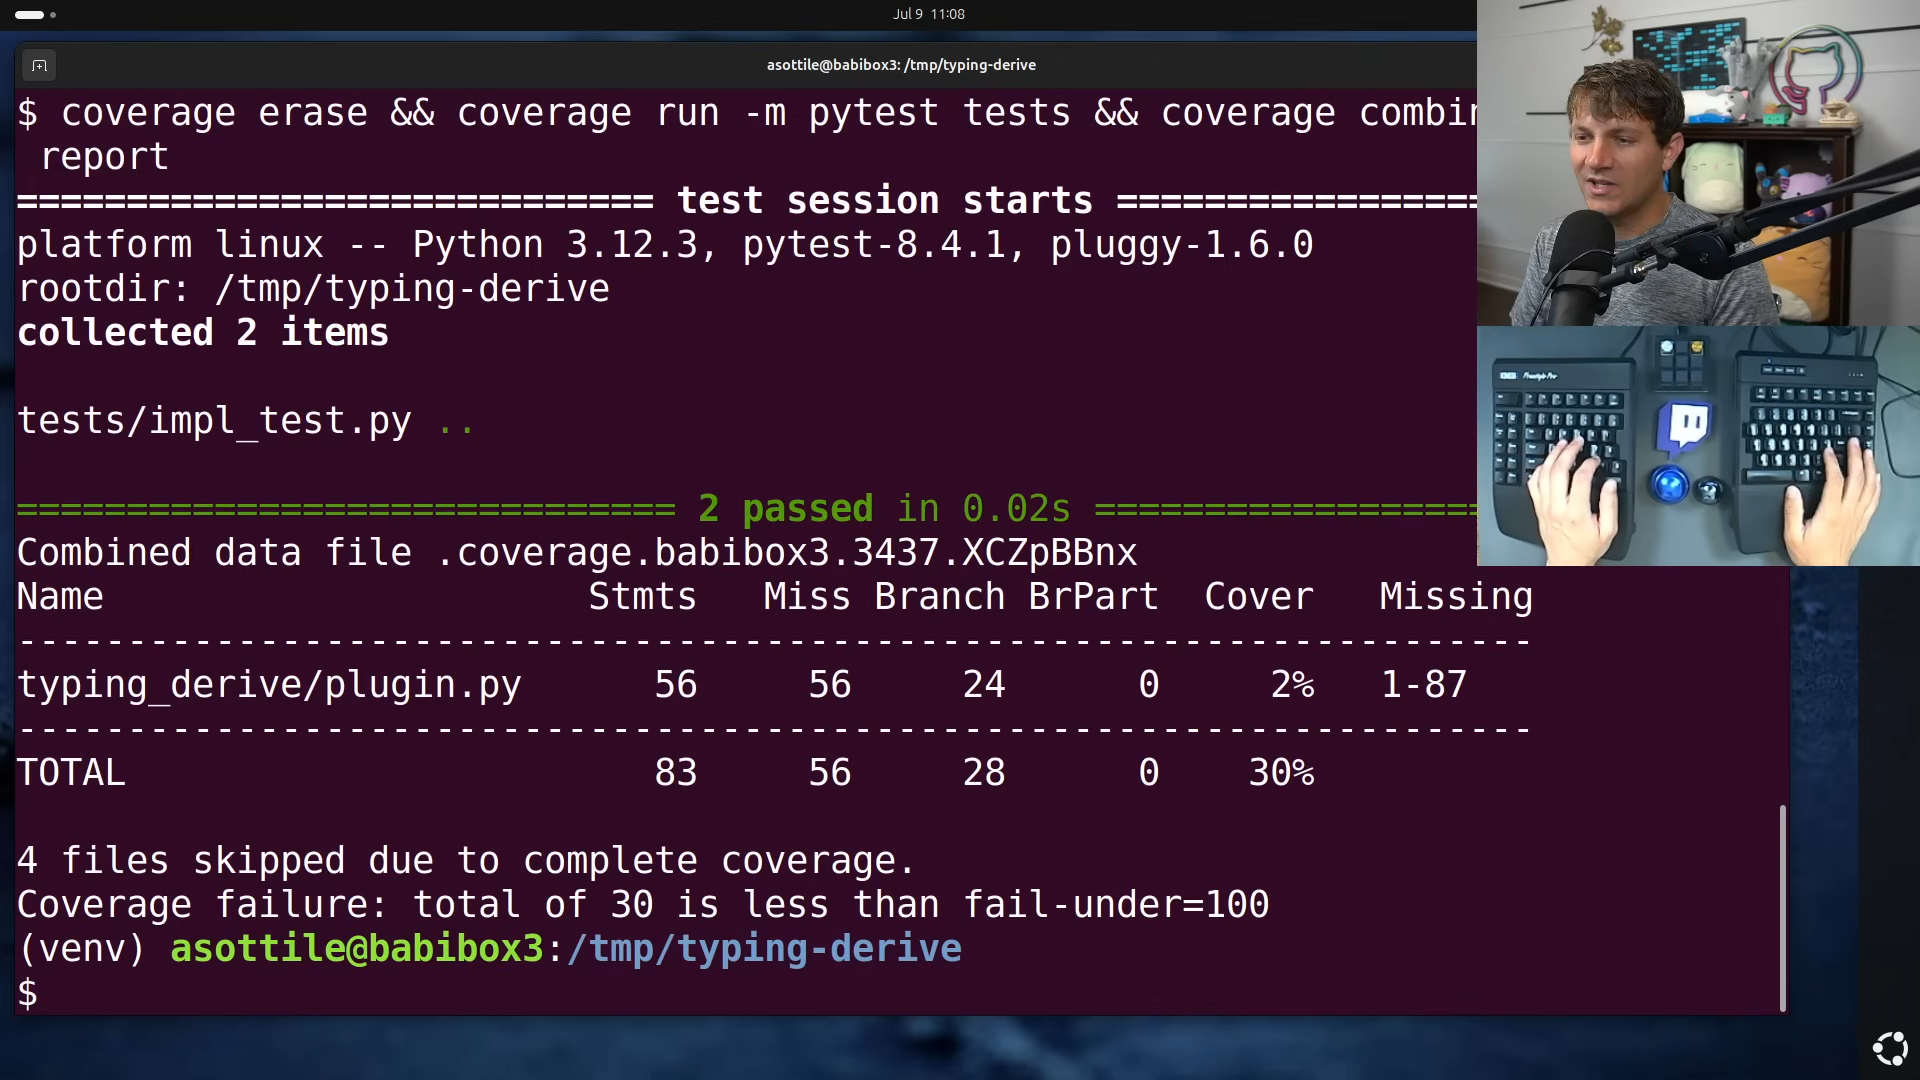 Jul 9 11:08
asottile@babibox3: /tmp/typing-derive
$ coverage erase && coverage run -m pytest tests && coverage combin
report
============================= test session starts =================
platform linux -- Python 3.12.3, pytest-8.4.1, pluggy-1.6.0
rootdir: /tmp/typing-derive
collected 2 items
tests/impl_test.py ..
============================== 2 passed in 0.02s ==================
Combined data file .coverage.babibox3.3437.XCZpBBnx
Name Stmts Miss Branch BrPart Cover Missing
---------------------------------------------------------------------
typing_derive/plugin.py 56 56 24 0 2% 1-87
---------------------------------------------------------------------
TOTAL 83 56 28 0 30%
4 files skipped due to complete coverage.
Coverage failure: total of 30 is less than fail-under=100
(venv) asottile@babibox3:/tmp/typing-derive
$
Freestyle Pro